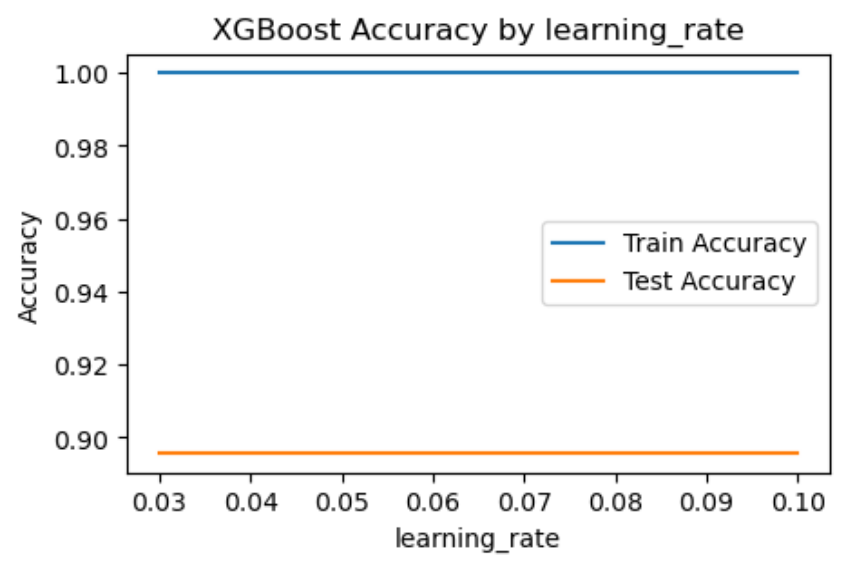 XGBoost Accuracy by learning_rate
1.00
0.98
0.96
0.94
0.92
0.90
Accuracy
Train Accuracy
Test Accuracy
0.03 0.04 0.05 0.06 0.07 0.08 0.09 0.10
learning_rate